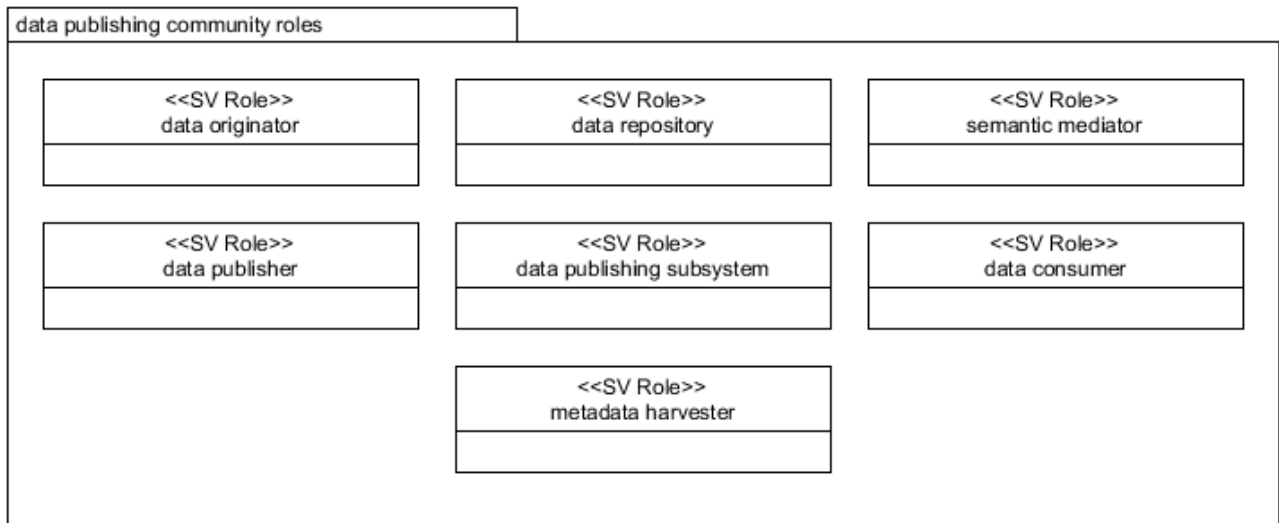 data publishing community roles
<<SV Role>>
data originator
<<SV Role>>
data repository
<<SV Role>>
semantic mediator
<<SV Role>>
data publisher
<<SV Role>>
data publishing subsystem
<<SV Role>>
data consumer
<<SV Role>>
metadata harvester